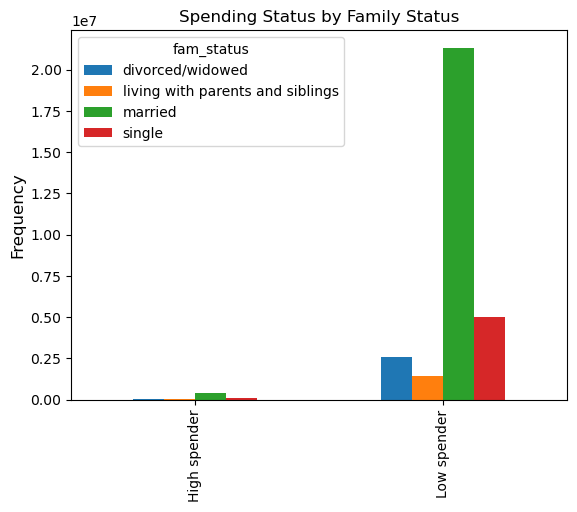 Spending Status by Family Status
1e7
fam_status
divorced/widowed
living with parents and siblings
married
single
Frequency
2.00
1.75
1.50
1.25
1.00
0.75
0.50
0.25
0.00
High spender
Low spender